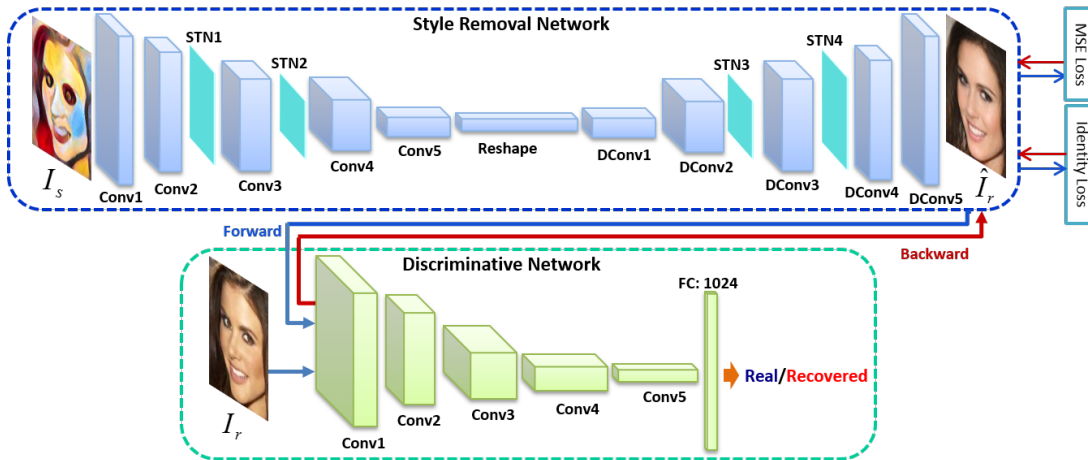 Style Removal Network
STN1
STN2
STN3
STN4
I_s
Conv1
Conv2
Conv3
Conv4
Conv5
Reshape
DConv1
DConv2
DConv3
DConv4
DConv5
Î_r
MSE Loss
Identity Loss
Forward
Backward
Discriminative Network
I_r
Conv1
Conv2
Conv3
Conv4
Conv5
FC: 1024
Real/Recovered